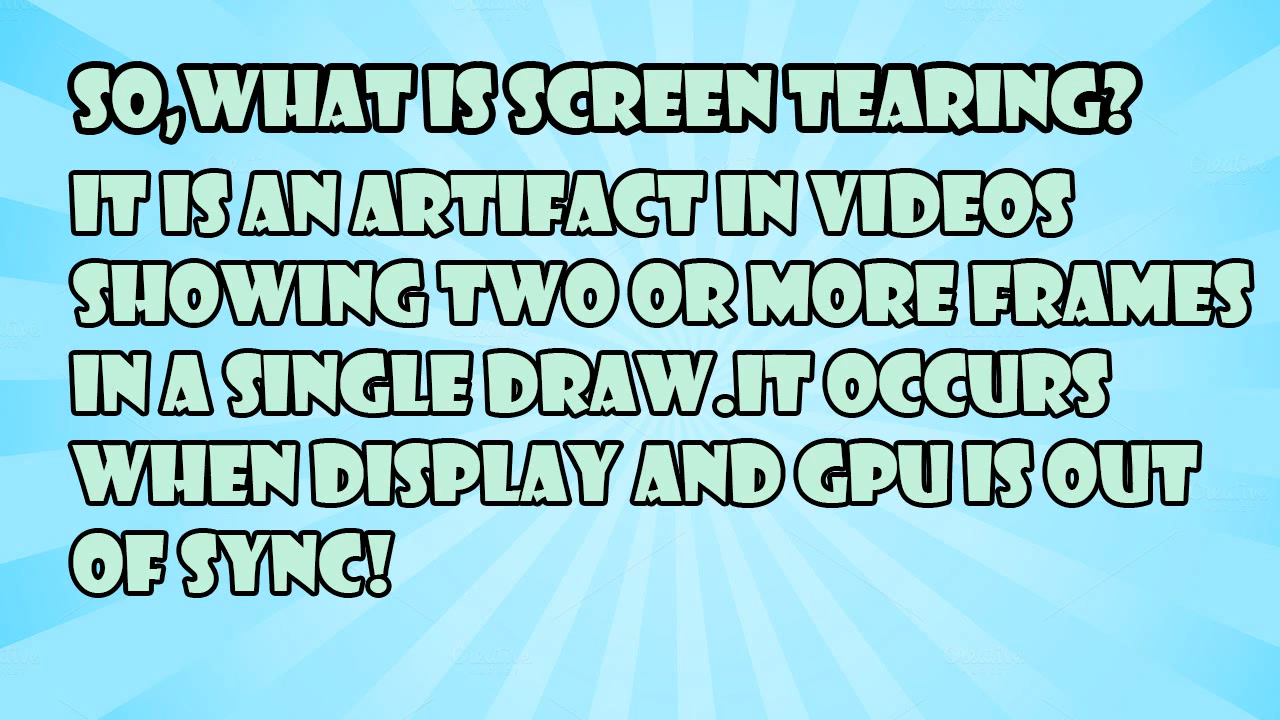 SO,WHAT IS SCREEN TEARING?
IT IS AN ARTIFACT IN VIDEOS
SHOWING TWO OR MORE FRAMES
IN A SINGLE DRAW.IT OCCURS
WHEN DISPLAY AND GPU IS OUT
OF SYNC!